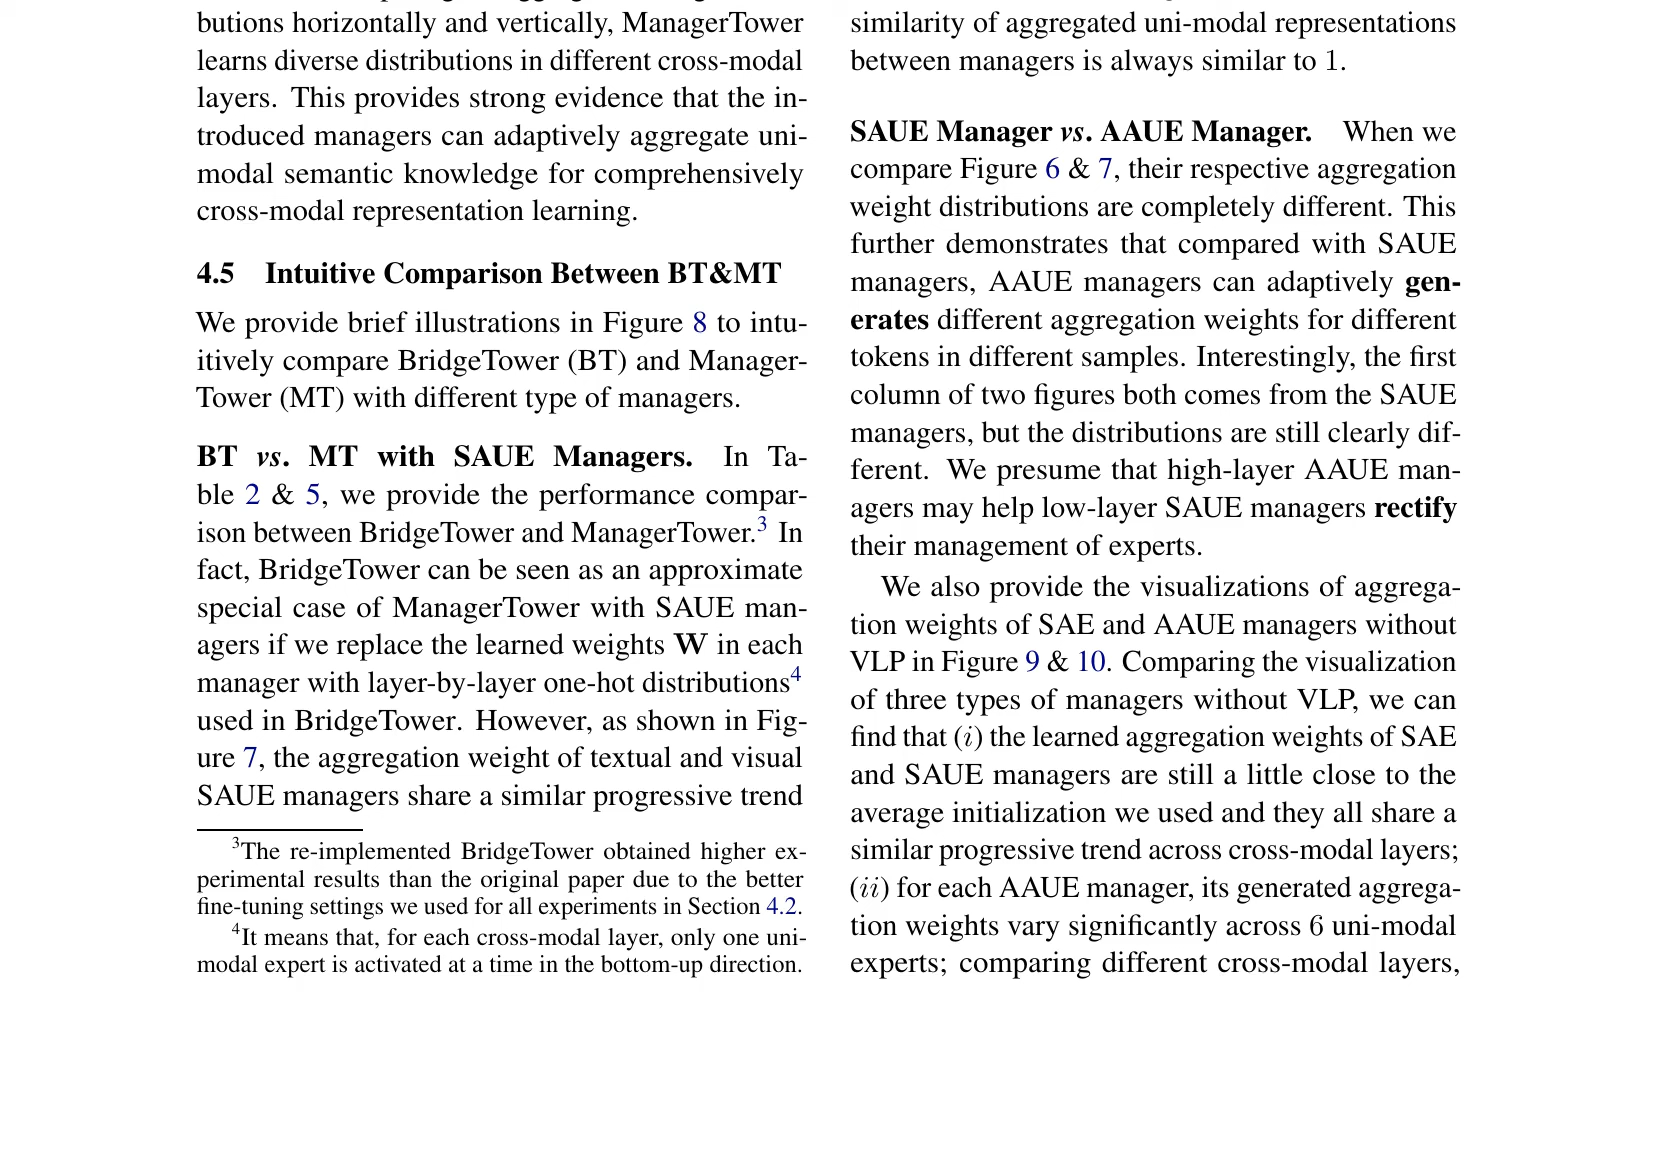 butions horizontally and vertically, ManagerTower
learns diverse distributions in different cross-modal
layers. This provides strong evidence that the in-
troduced managers can adaptively aggregate uni-
modal semantic knowledge for comprehensively
cross-modal representation learning.
4.5 Intuitive Comparison Between BT&MT
We provide brief illustrations in Figure 8 to intu-
itively compare BridgeTower (BT) and Manager-
Tower (MT) with different type of managers.
BT vs. MT with SAUE Managers. In Ta-
ble 2 & 5, we provide the performance compar-
ison between BridgeTower and ManagerTower.3 In
fact, BridgeTower can be seen as an approximate
special case of ManagerTower with SAUE man-
agers if we replace the learned weights W in each
manager with layer-by-layer one-hot distributions4
used in BridgeTower. However, as shown in Fig-
ure 7, the aggregation weight of textual and visual
SAUE managers share a similar progressive trend
3The re-implemented BridgeTower obtained higher ex-
perimental results than the original paper due to the better
fine-tuning settings we used for all experiments in Section 4.2.
4It means that, for each cross-modal layer, only one uni-
modal expert is activated at a time in the bottom-up direction.
similarity of aggregated uni-modal representations
between managers is always similar to 1.
SAUE Manager vs. AAUE Manager. When we
compare Figure 6 & 7, their respective aggregation
weight distributions are completely different. This
further demonstrates that compared with SAUE
managers, AAUE managers can adaptively gen-
erates different aggregation weights for different
tokens in different samples. Interestingly, the first
column of two figures both comes from the SAUE
managers, but the distributions are still clearly dif-
ferent. We presume that high-layer AAUE man-
agers may help low-layer SAUE managers rectify
their management of experts.
We also provide the visualizations of aggrega-
tion weights of SAE and AAUE managers without
VLP in Figure 9 & 10. Comparing the visualization
of three types of managers without VLP, we can
find that (i) the learned aggregation weights of SAE
and SAUE managers are still a little close to the
average initialization we used and they all share a
similar progressive trend across cross-modal layers;
(ii) for each AAUE manager, its generated aggrega-
tion weights vary significantly across 6 uni-modal
experts; comparing different cross-modal layers,